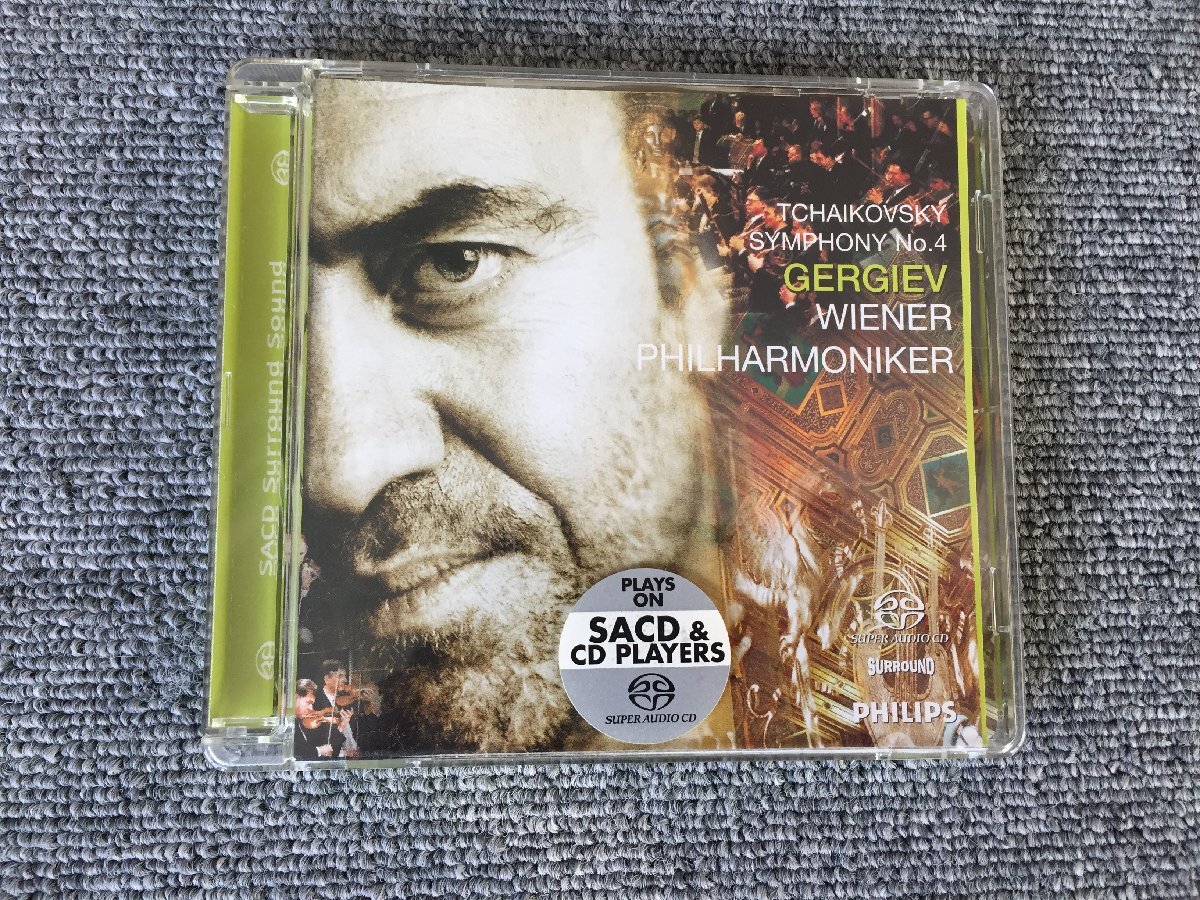 SACD Surround Sound
TCHAIKOVSKY
SYMPHONY No.4
GERGIEV
WIENER
PHILHARMONIKER
PLAYS
ON
SACD &
CD PLAYERS
SUPER AUDIO CD
SUPER AUDIO CD
SURROUND
PHILIPS